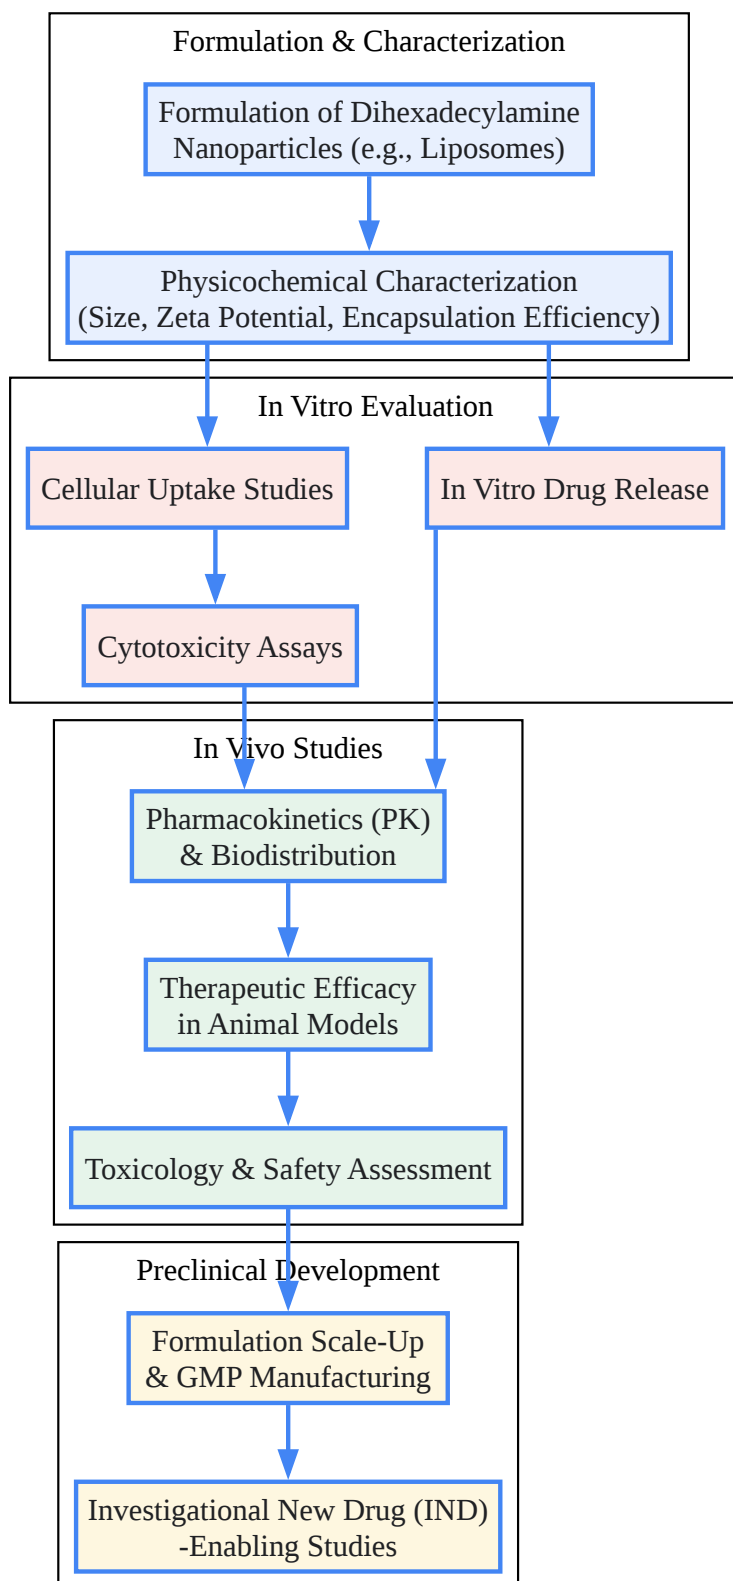 Formulation & Characterization
Formulation of Dihexadecylamine
Nanoparticles (e.g., Liposomes)
Physicochemical Characterization
(Size, Zeta Potential, Encapsulation Efficiency)
In Vitro Evaluation
Cellular Uptake Studies
In Vitro Drug Release
Cytotoxicity Assays
In Vivo Studies
Pharmacokinetics (PK)
& Biodistribution
Therapeutic Efficacy
in Animal Models
Toxicology & Safety Assessment
Preclinical Development
Formulation Scale-Up
& GMP Manufacturing
Investigational New Drug (IND)
-Enabling Studies